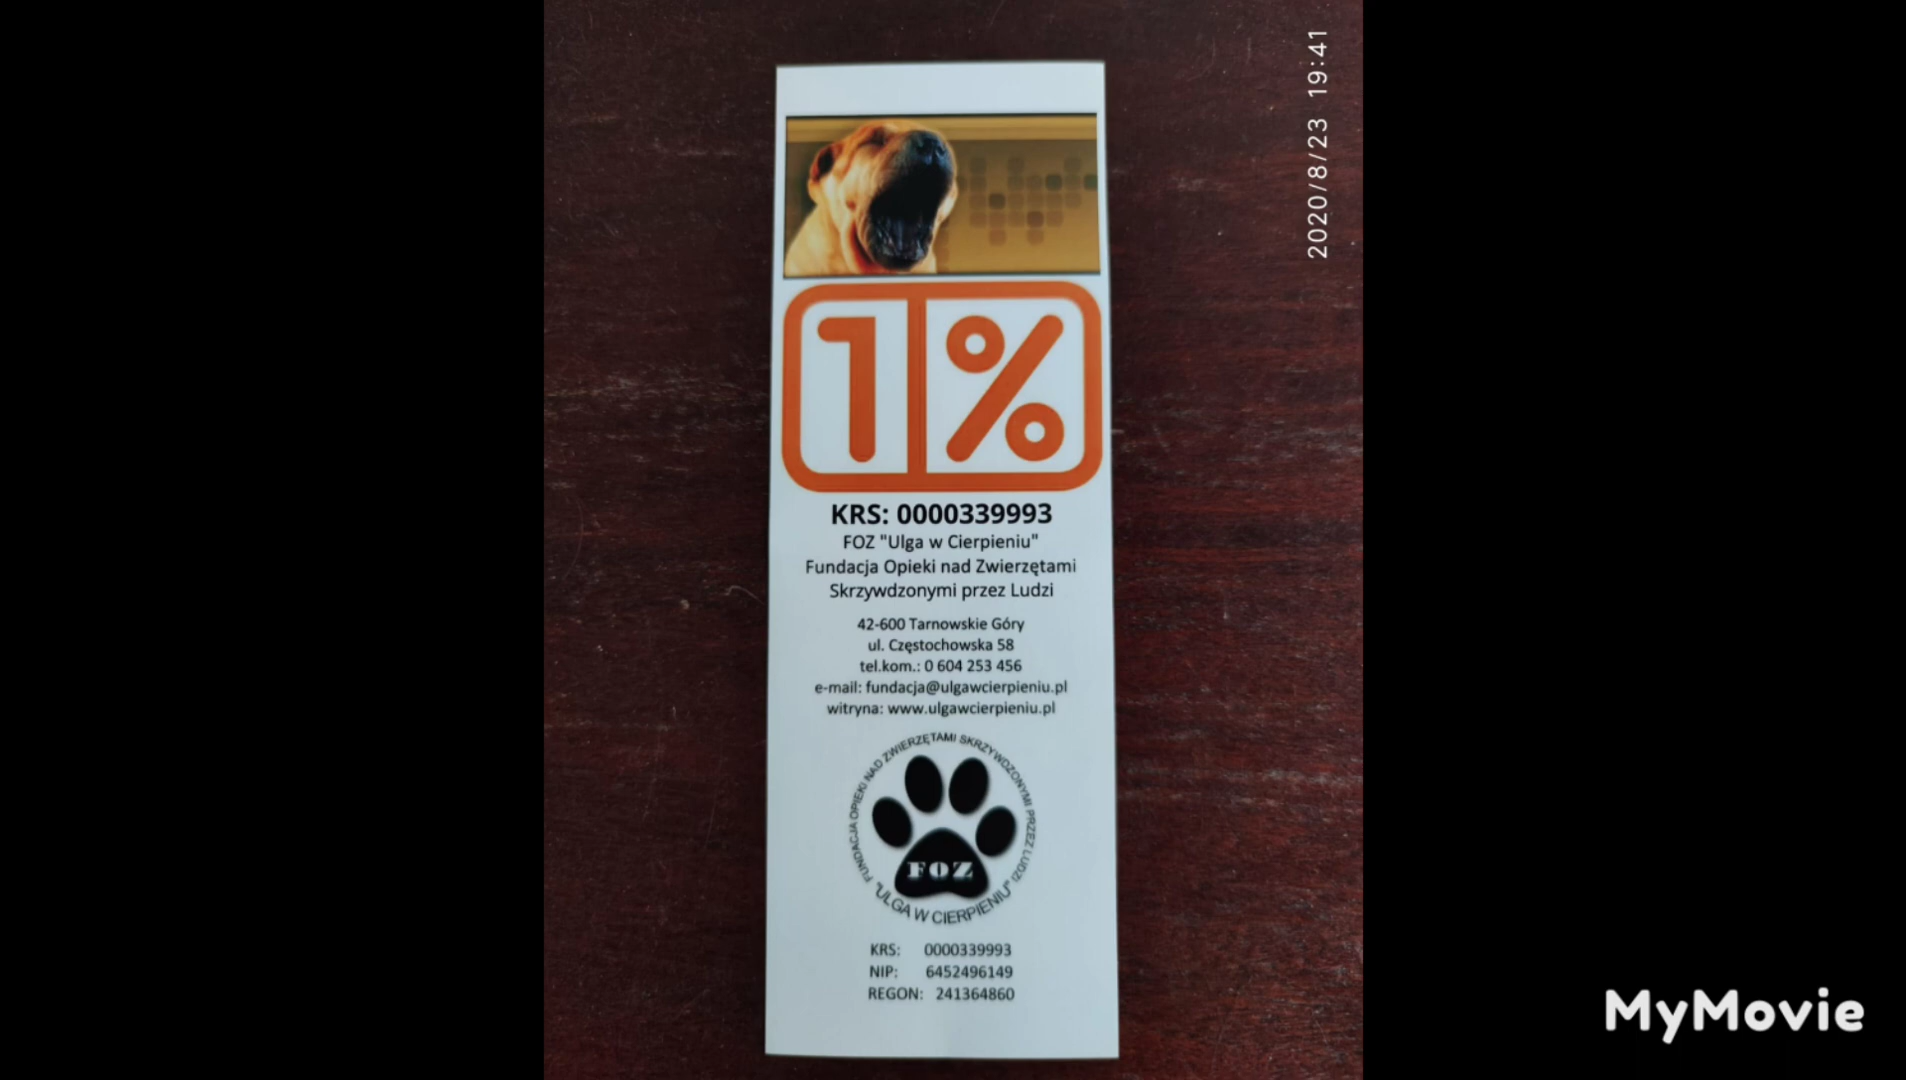 2020/8/23 19:41
1%
KRS: 0000339993
FOZ "Ulga w Cierpieniu"
Fundacja Opieki nad Zwierzętami
Skrzywdzonymi przez Ludzi
42-600 Tarnowskie Góry
ul. Częstochowska 58
tel.kom.: 0 604 253 456
e-mail: fundacja@ulgawcierpieniu.pl
witryna: www.ulgawcierpieniu.pl
FUNDACJA OPIEKI NAD ZWIERZĘTAMI SKRZYWDZONYMI PRZEZ LUDZI
FOZ
"ULGA W CIERPIENIU"
KRS: 0000339993
NIP: 6452496149
REGON: 241364860
MyMovie